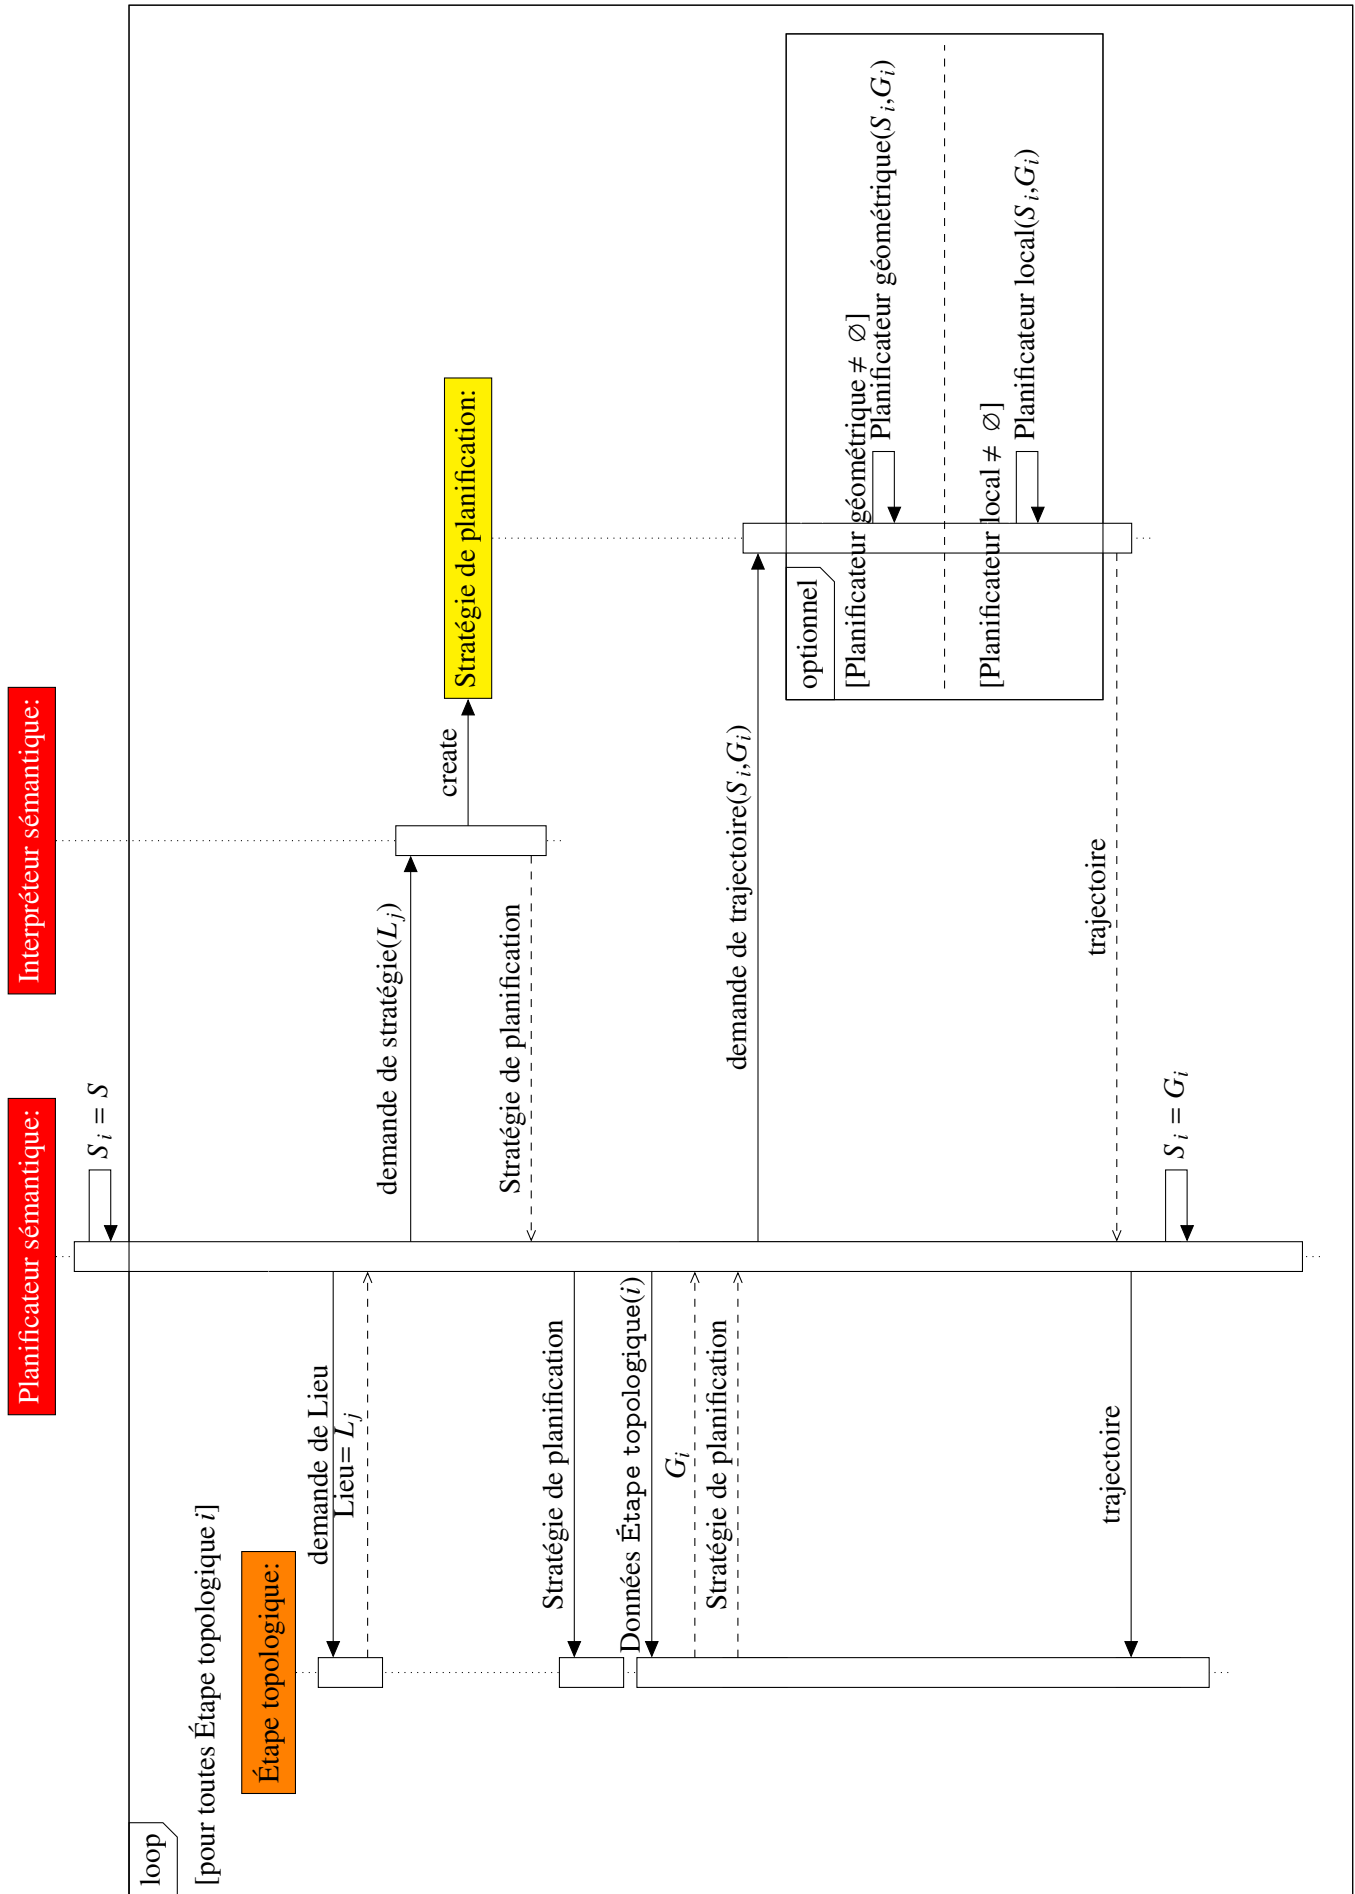 Planificateur sémantique:
Interpréteur sémantique:
S_i = S
loop
[pour toutes Étape topologique i]
Étape topologique:
demande de Lieu
Lieu= L_j
demande de stratégie(L_j)
create
Stratégie de planification:
Stratégie de planification
Stratégie de planification
Données Étape topologique(i)
G_i
Stratégie de planification
demande de trajectoire(S_i,G_i)
optionnel
[Planificateur géométrique ≠ ∅]
Planificateur géométrique(S_i,G_i)
[Planificateur local ≠ ∅]
Planificateur local(S_i,G_i)
trajectoire
trajectoire
S_i = G_i